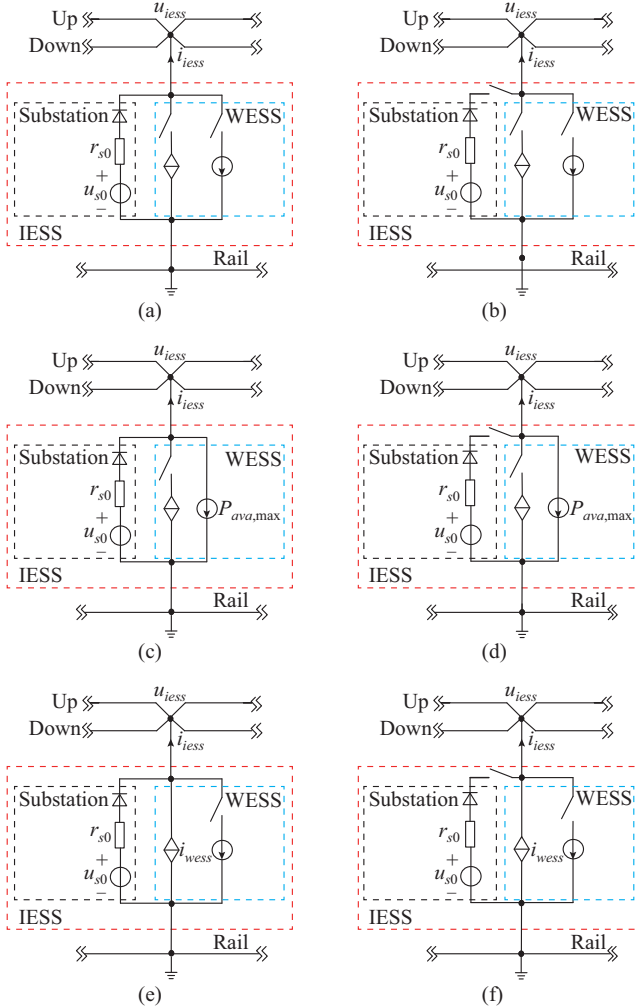 Up
u_iess
Down
i_iess
Substation
WESS
r_s0
+
u_s0
−
IESS
Rail
(a)
Up
u_iess
Down
i_iess
Substation
WESS
r_s0
+
u_s0
−
IESS
Rail
(b)
Up
u_iess
Down
i_iess
Substation
WESS
r_s0
+
u_s0
−
P_ava,max
IESS
Rail
(c)
Up
u_iess
Down
i_iess
Substation
WESS
r_s0
+
u_s0
−
P_ava,max
IESS
Rail
(d)
Up
u_iess
Down
i_iess
Substation
WESS
r_s0
+
u_s0
−
i_wess
IESS
Rail
(e)
Up
u_iess
Down
i_iess
Substation
WESS
r_s0
+
u_s0
−
i_wess
IESS
Rail
(f)